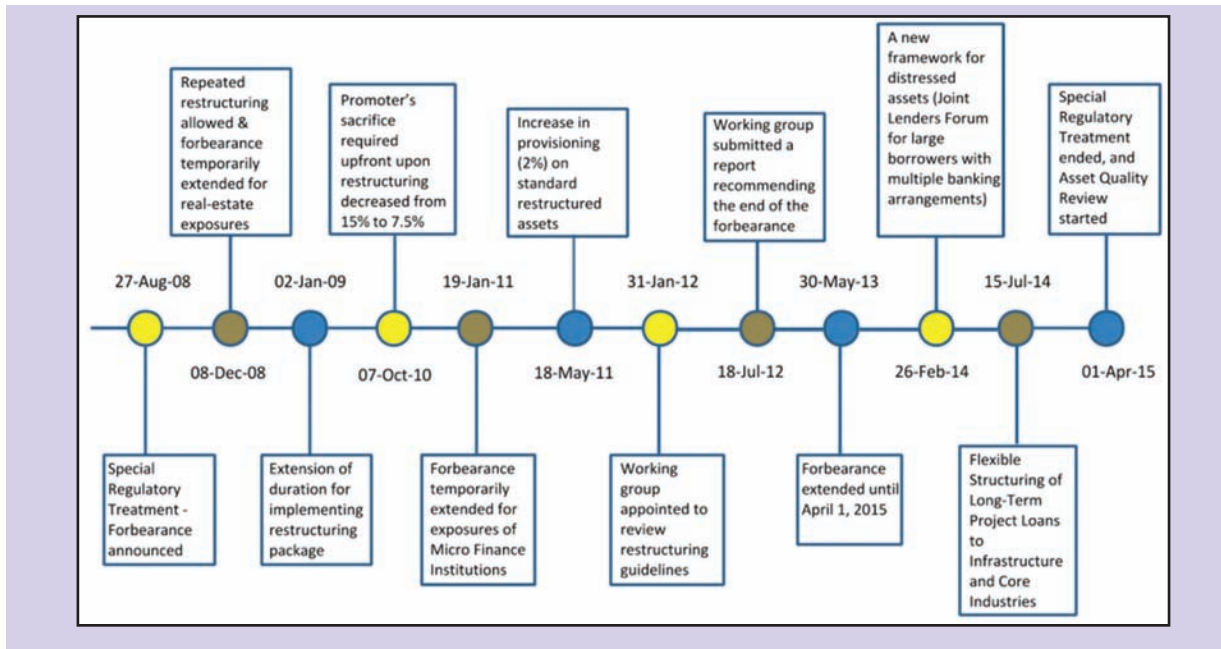 Repeated
restructuring
allowed &
forbearance
temporarily
extended for
real-estate
exposures
Promoter's
sacrifice
required
upfront upon
restructuring
decreased from
15% to 7.5%
Increase in
provisioning
(2%) on
standard
restructured
assets
Working group
submitted a
report
recommending
the end of the
forbearance
A new
framework for
distressed
assets (Joint
Lenders Forum
for large
borrowers with
multiple banking
arrangements)
Special
Regulatory
Treatment
ended, and
Asset Quality
Review
started
27-Aug-08
02-Jan-09
19-Jan-11
31-Jan-12
30-May-13
15-Jul-14
08-Dec-08
07-Oct-10
18-May-11
18-Jul-12
26-Feb-14
01-Apr-15
Special
Regulatory
Treatment -
Forbearance
announced
Extension of
duration for
implementing
restructuring
package
Forbearance
temporarily
extended for
exposures of
Micro Finance
Institutions
Working
group
appointed to
review
restructuring
guidelines
Forbearance
extended until
April 1, 2015
Flexible
Structuring of
Long-Term
Project Loans
to
Infrastructure
and Core
Industries